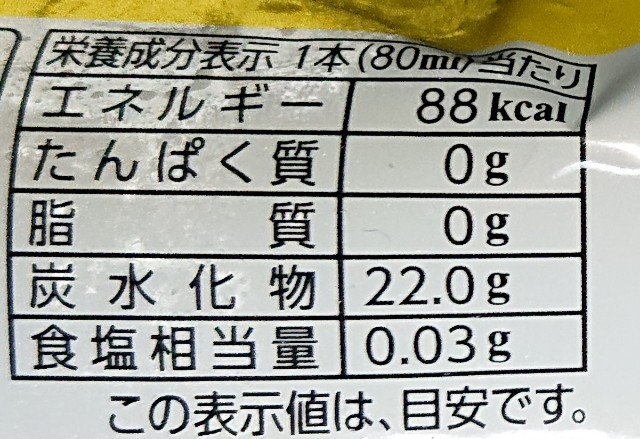 栄養成分表示 1本(80ml)当たり
エネルギー 88kcal
たんぱく質 0g
脂質 0g
炭水化物 22.0g
食塩相当量 0.03g
この表示値は、目安です。